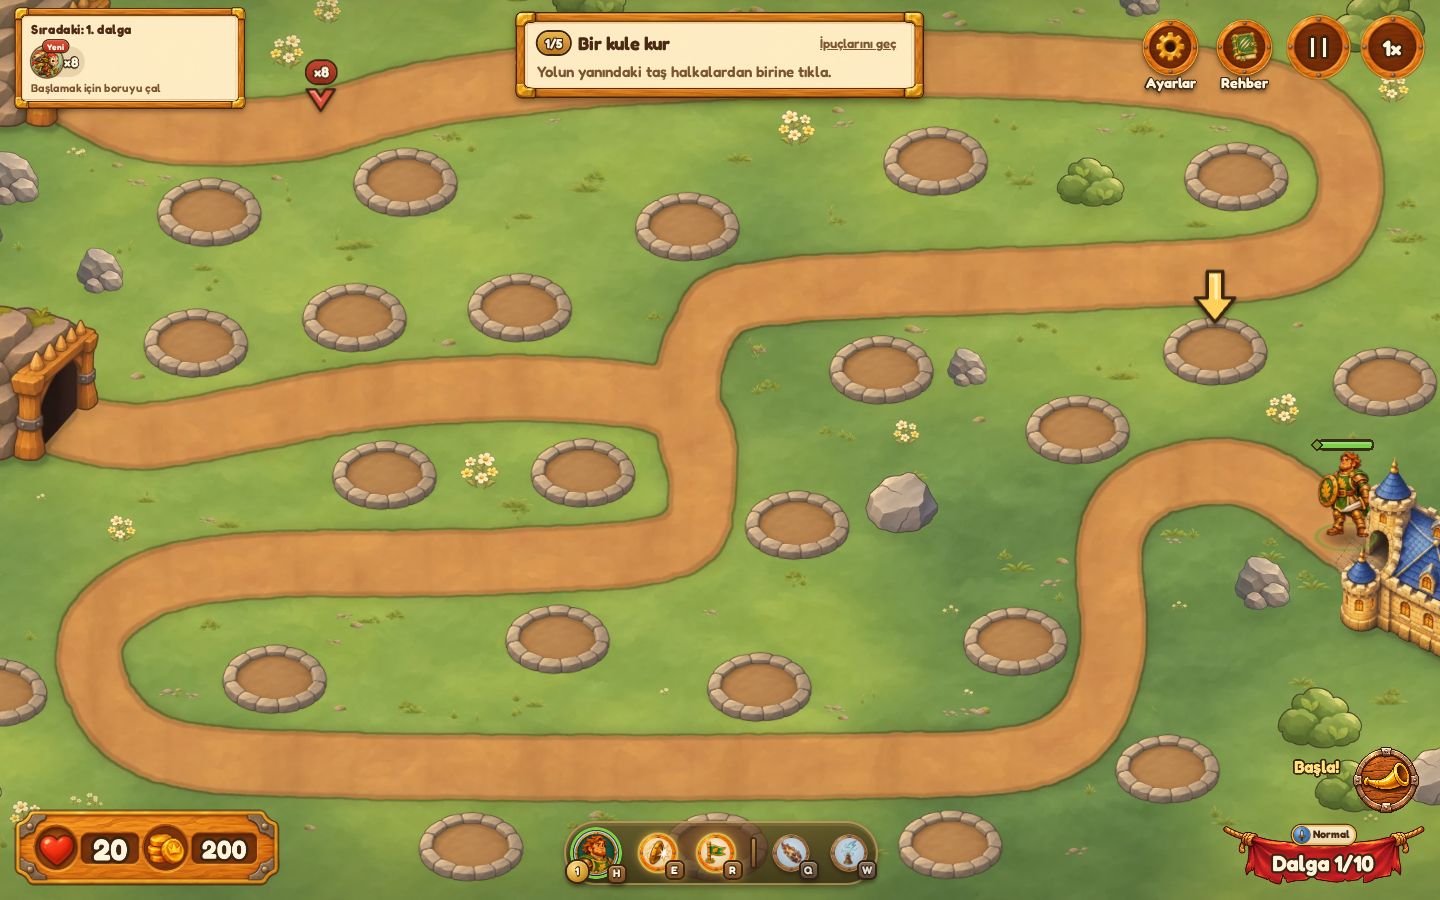 Sıradaki: 1. dalga
Yeni
x8
Başlamak için boruyu çal
x8
1/5 Bir kule kur
İpuçlarını geç
Yolun yanındaki taş halkalardan birine tıkla.
1x
Ayarlar
Rehber
Başla!
20
200
1
H
E
R
Q
W
Normal
Dalga 1/10